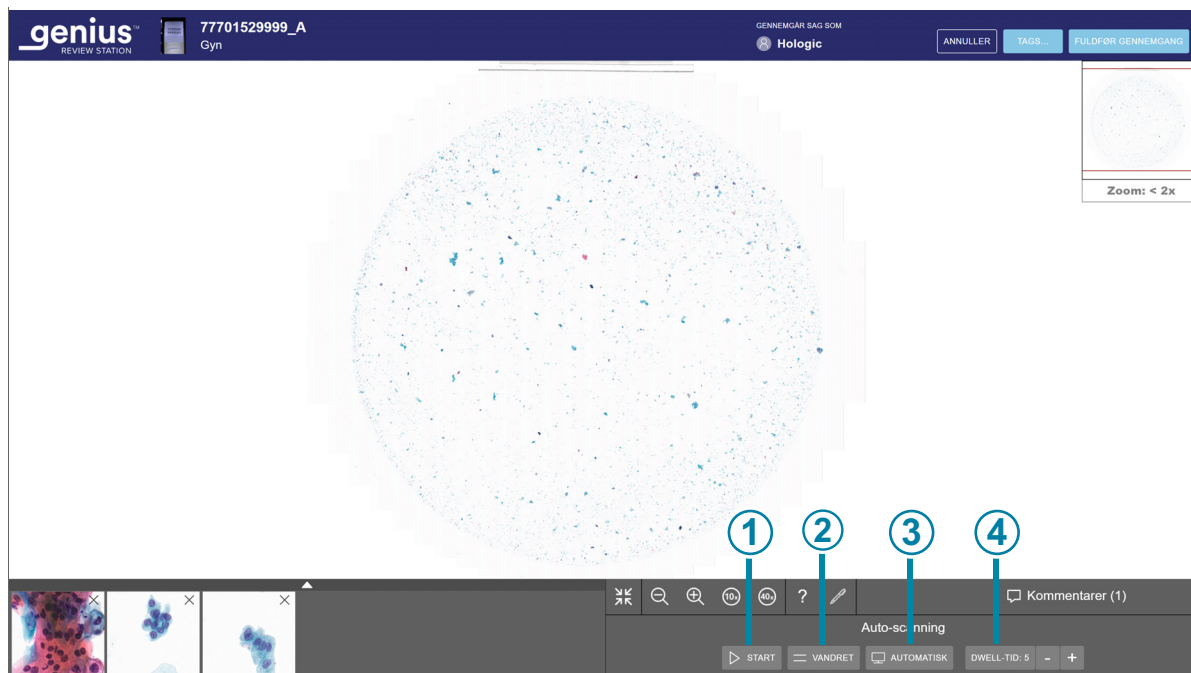 genius™
REVIEW STATION
77701529999_A
Gyn
GENNEMGÅR SAG SOM
Hologic
ANNULLER
TAGS...
FULDFØR GENNEMGANG
Zoom: < 2x
1
2
3
4
10x
40x
?
Kommentarer (1)
Auto-scanning
START
VANDRET
AUTOMATISK
DWELL-TID: 5
- +